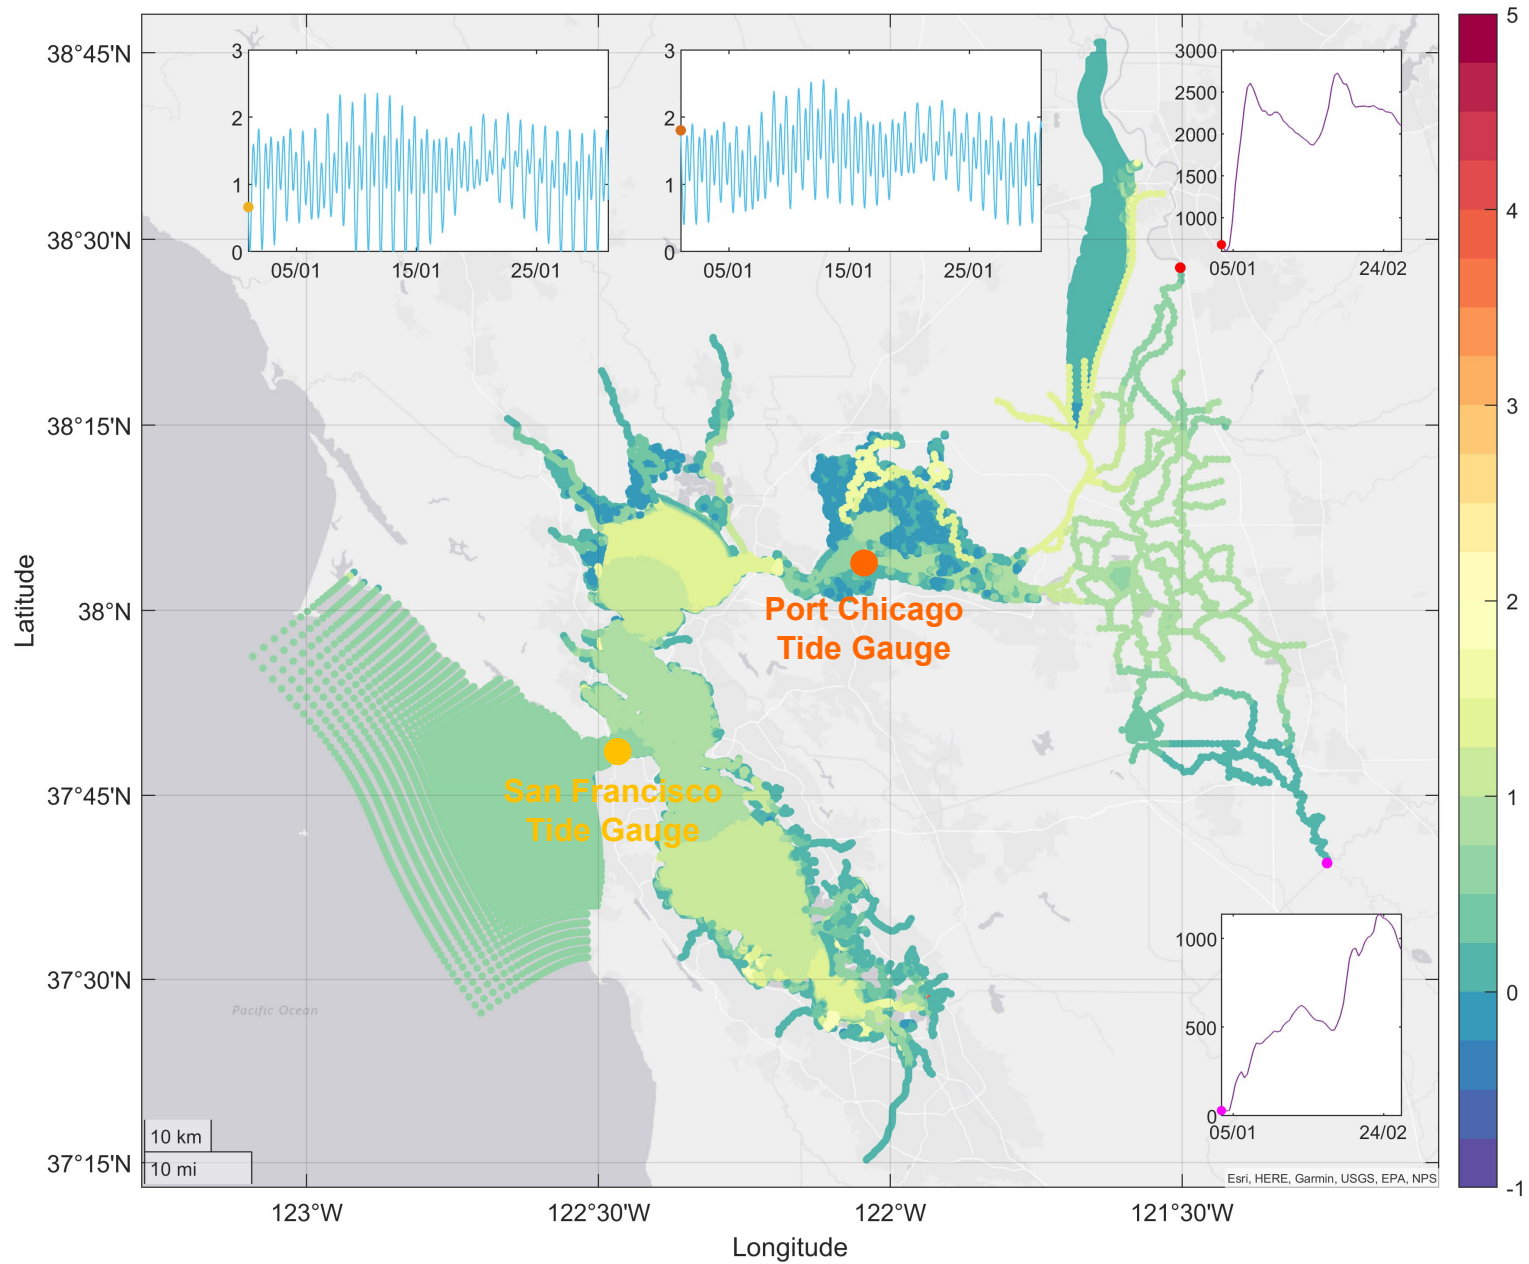 38°45'N
38°30'N
38°15'N
38°N
37°45'N
37°30'N
37°15'N
Latitude
3
2
1
0
05/01
15/01
25/01
3
2
1
0
05/01
15/01
25/01
3000
2500
2000
1500
1000
05/01
24/02
Port Chicago
Tide Gauge
San Francisco
Tide Gauge
Pacific Ocean
1000
500
0
05/01
24/02
10 km
10 mi
Esri, HERE, Garmin, USGS, EPA, NPS
123°W
122°30'W
122°W
121°30'W
Longitude
5
4
3
2
1
0
-1